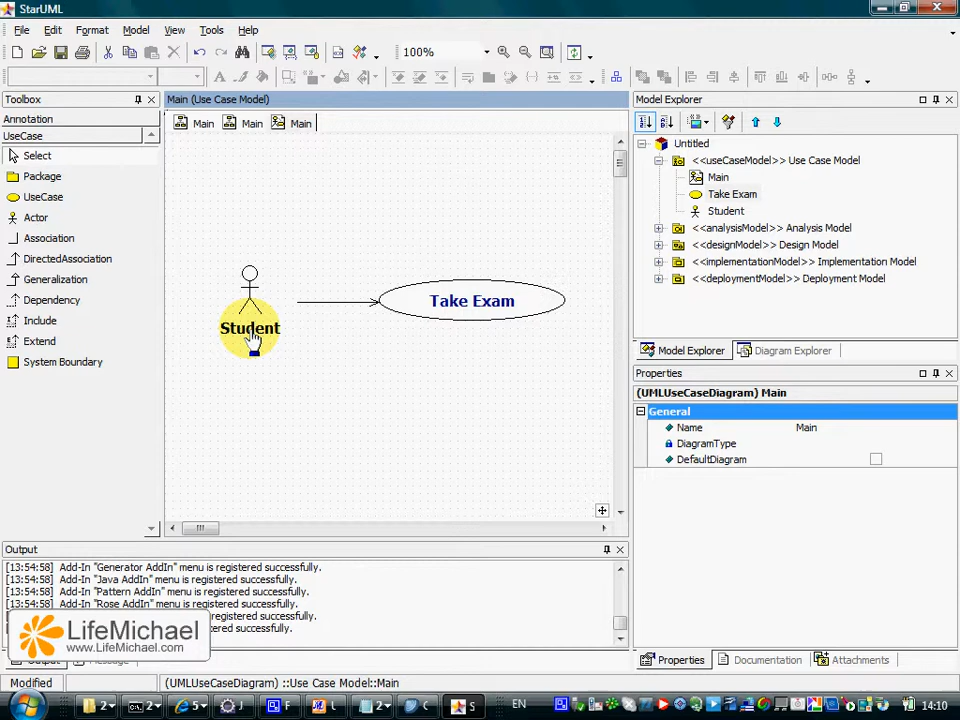 StarUML
File Edit Format Model View Tools Help
100%
Toolbox
Annotation
UseCase
Select
Package
UseCase
Actor
Association
DirectedAssociation
Generalization
Dependency
Include
Extend
System Boundary
Main (Use Case Model)
Main Main Main
Student
Take Exam
Model Explorer
Untitled
<<useCaseModel>> Use Case Model
Main
Take Exam
Student
<<analysisModel>> Analysis Model
<<designModel>> Design Model
<<implementationModel>> Implementation Model
<<deploymentModel>> Deployment Model
Model Explorer Diagram Explorer
Properties
(UMLUseCaseDiagram) Main
General
Name Main
DiagramType
DefaultDiagram
Properties Documentation Attachments
Output
[13:54:58] Add-In "Generator AddIn" menu is registered successfully.
[13:54:58] Add-In "Java AddIn" menu is registered successfully.
[13:54:58] Add-In "Pattern AddIn" menu is registered successfully.
[13:54:58] Add-In "Rose AddIn" menu is registered successfully.
registered successfully.
registered successfully.
LifeMichael
www.LifeMichael.com
Modified
(UMLUseCaseDiagram) ::Use Case Model::Main
2 2 5 J F L 2 C S EN 14:10